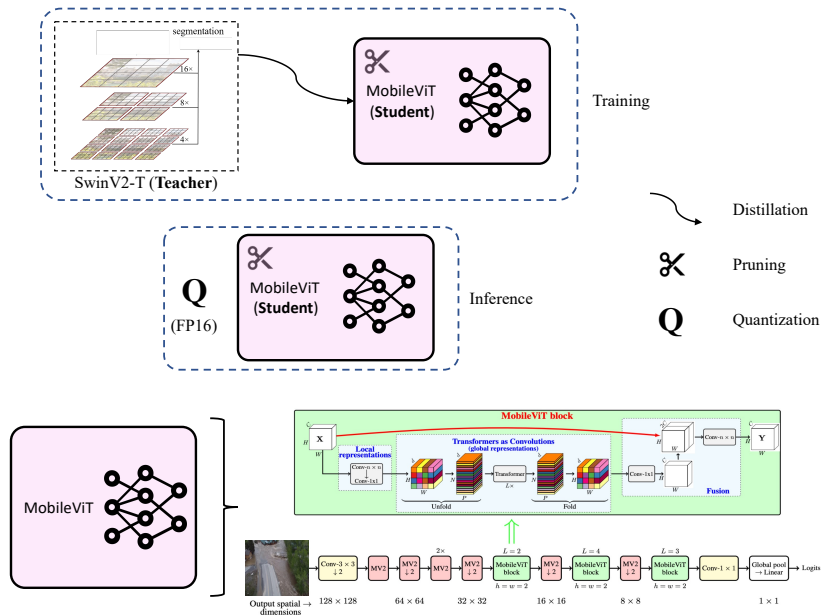 segmentation
16×
8×
4×
SwinV2-T (Teacher)
MobileViT
(Student)
Training
Distillation
Pruning
Q
Quantization
Q
(FP16)
MobileViT
(Student)
Inference
MobileViT
MobileViT block
X
H
W
Local
representations
Conv-n × n
↓
Conv-1x1
Transformers as Convolutions
(global representations)
H
W
N
P
Transformer
L×
N
P
H
W
Unfold
Fold
Conv-1x1
H
W
H
W
Conv-n × n
Fusion
H
Y
W
Conv-3 × 3
↓ 2
MV2
MV2
↓ 2
2×
MV2
MV2
↓ 2
L = 2
MobileViT
block
h = w = 2
MV2
↓ 2
L = 4
MobileViT
block
h = w = 2
MV2
↓ 2
L = 3
MobileViT
block
h = w = 2
Conv-1 × 1
Global pool
→ Linear
Logits
Output spatial →
dimensions
128 × 128
64 × 64
32 × 32
16 × 16
8 × 8
1 × 1